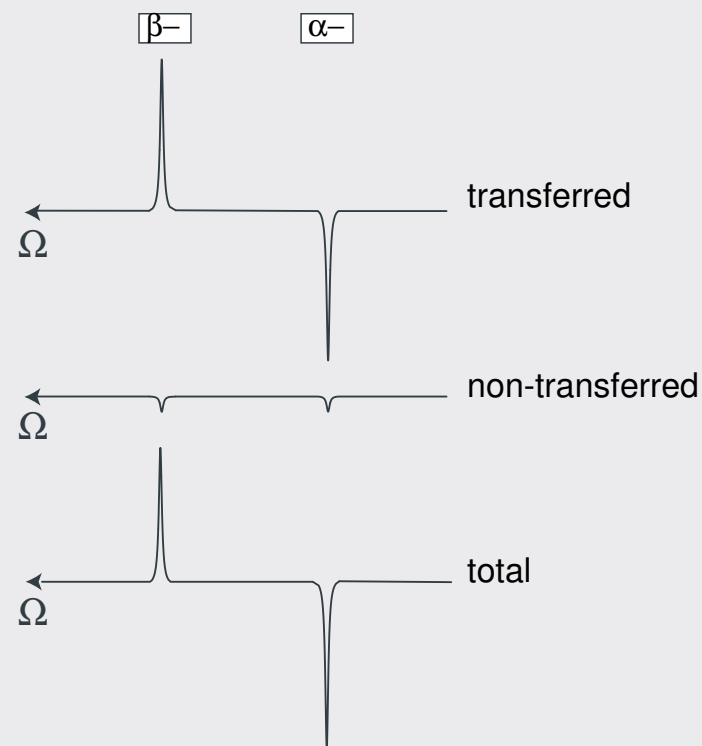 β– α–
transferred
Ω
non-transferred
Ω
total
Ω